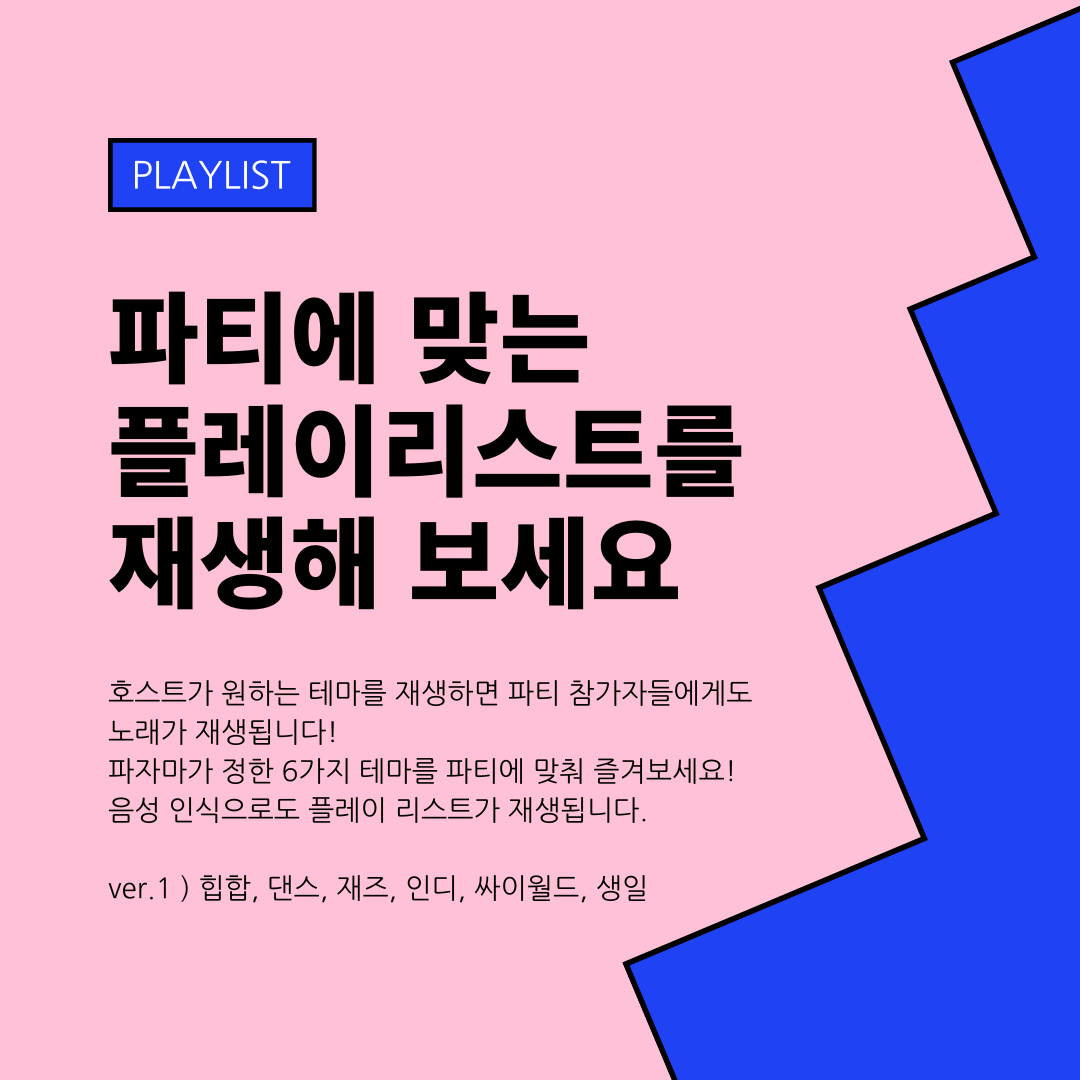 PLAYLIST
파티에 맞는
플레이리스트를
재생해 보세요
호스트가 원하는 테마를 재생하면 파티 참가자들에게도
노래가 재생됩니다!
파자마가 정한 6가지 테마를 파티에 맞춰 즐겨보세요!
음성 인식으로도 플레이 리스트가 재생됩니다.
ver.1 ) 힙합, 댄스, 재즈, 인디, 싸이월드, 생일